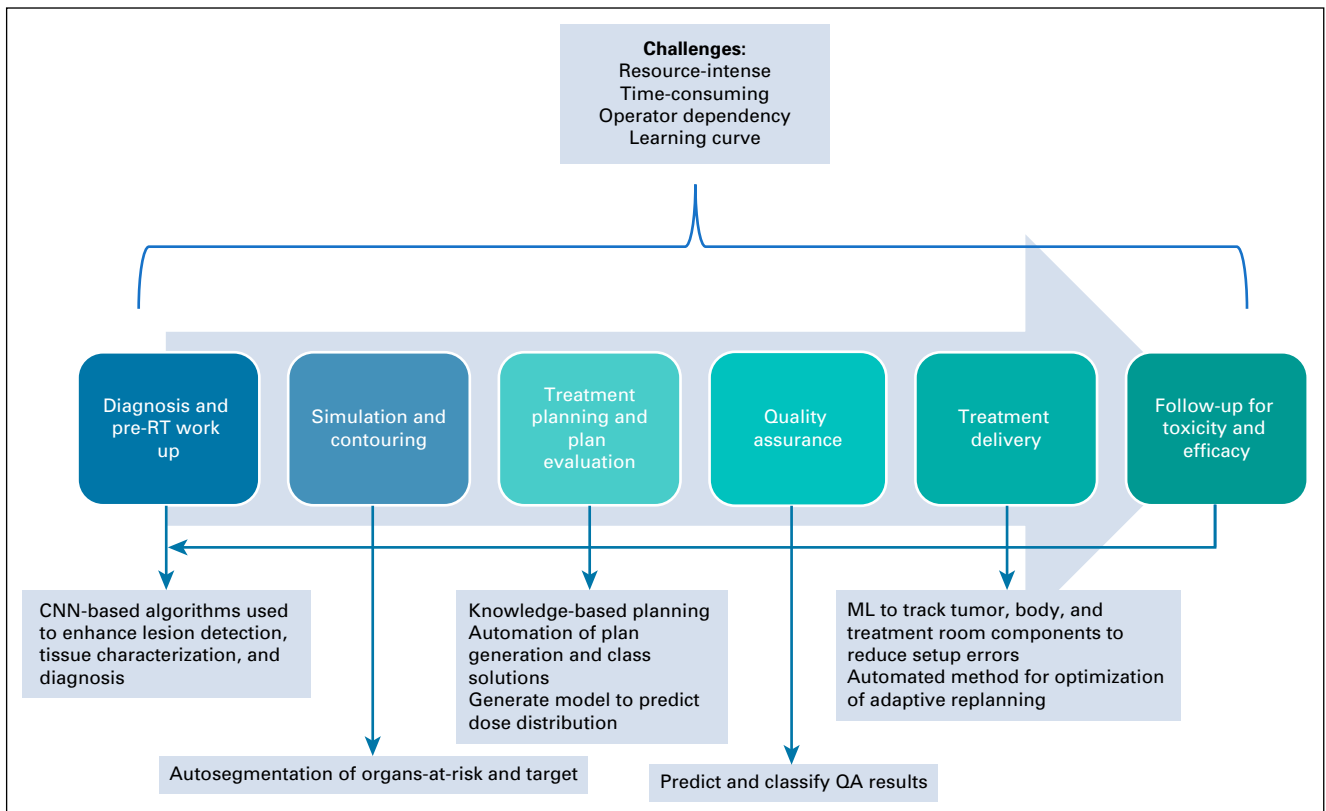 Challenges:
Resource-intense
Time-consuming
Operator dependency
Learning curve
Diagnosis and
pre-RT work
up
Simulation and
contouring
Treatment
planning and
plan
evaluation
Quality
assurance
Treatment
delivery
Follow-up for
toxicity and
efficacy
CNN-based algorithms used
to enhance lesion detection,
tissue characterization, and
diagnosis
Knowledge-based planning
Automation of plan
generation and class
solutions
Generate model to predict
dose distribution
ML to track tumor, body, and
treatment room components to
reduce setup errors
Automated method for optimization
of adaptive replanning
Autosegmentation of organs-at-risk and target
Predict and classify QA results